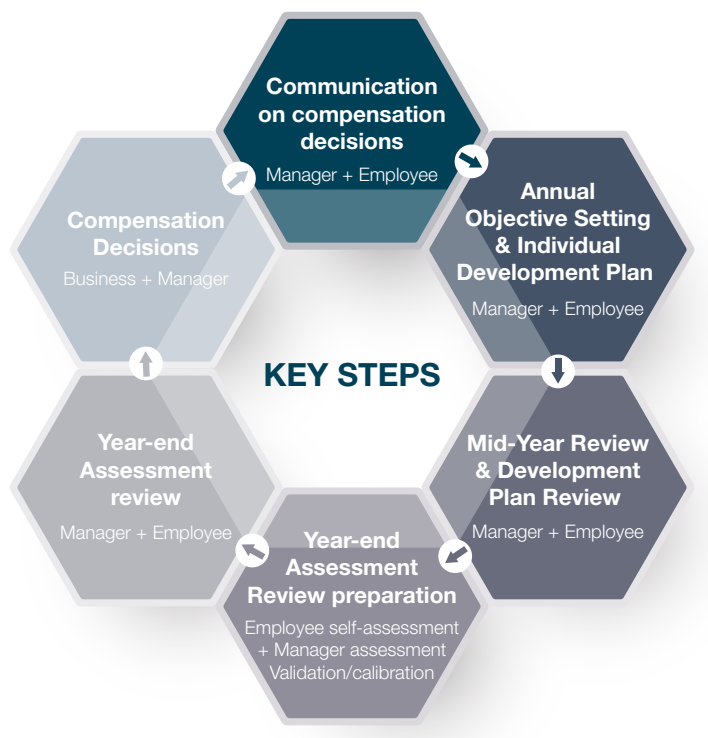 Communication
on compensation
decisions
Manager + Employee
Annual
Objective Setting
& Individual
Development Plan
Manager + Employee
Mid-Year Review
& Development
Plan Review
Manager + Employee
Year-end
Assessment
Review preparation
Employee self-assessment
+ Manager assessment
Validation/calibration
Year-end
Assessment
review
Manager + Employee
Compensation
Decisions
Business + Manager
KEY STEPS